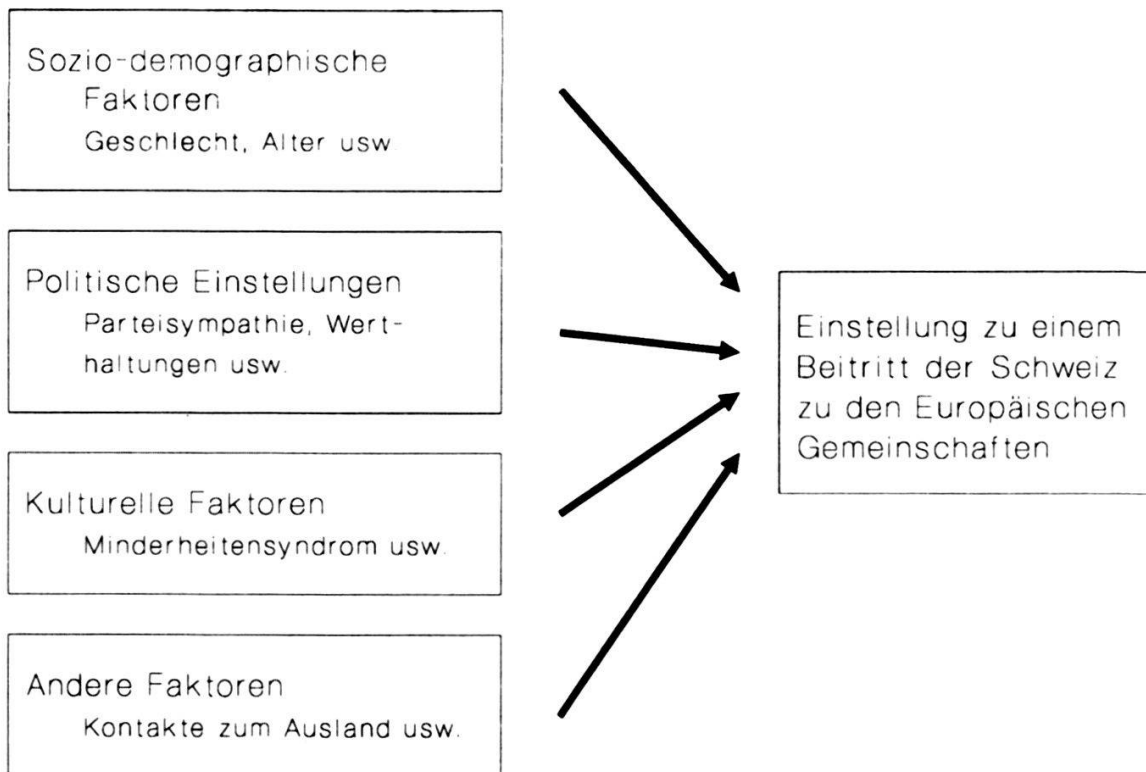 Sozio-demographische
Faktoren
Geschlecht, Alter usw.
Politische Einstellungen
Parteisympathie, Wert-
haltungen usw.
Kulturelle Faktoren
Minderheitensyndrom usw.
Andere Faktoren
Kontakte zum Ausland usw.
Einstellung zu einem
Beitritt der Schweiz
zu den Europäischen
Gemeinschaften